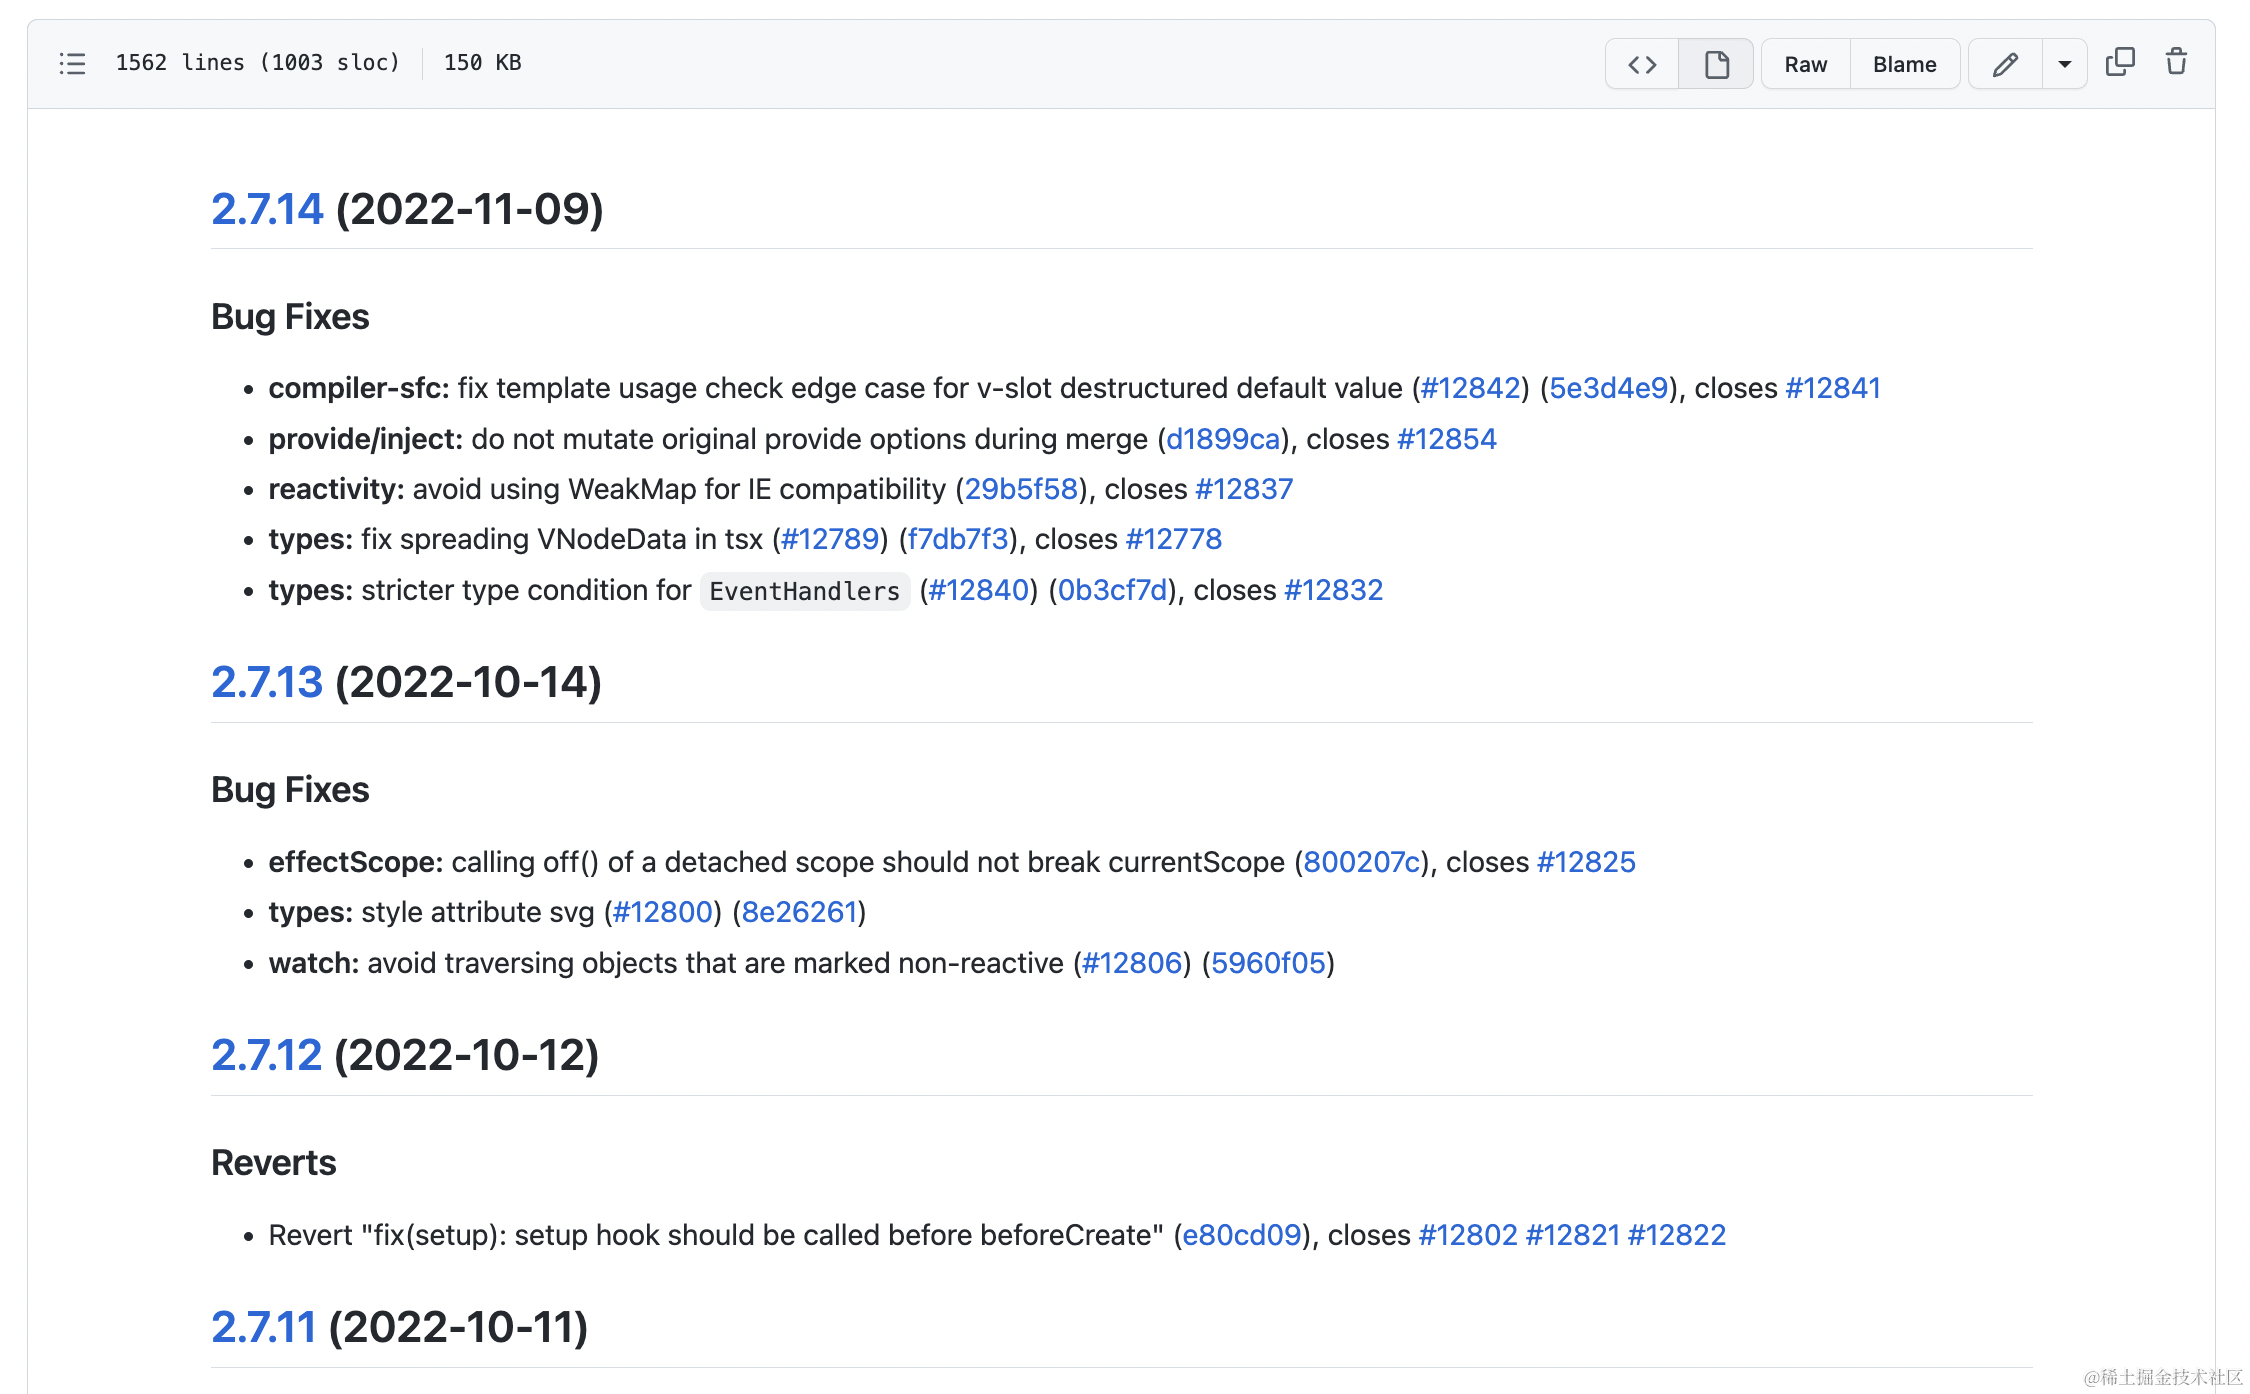 1562 lines (1003 sloc) 150 KB Raw Blame
2.7.14 (2022-11-09)
Bug Fixes
compiler-sfc: fix template usage check edge case for v-slot destructured default value (#12842) (5e3d4e9), closes #12841
provide/inject: do not mutate original provide options during merge (d1899ca), closes #12854
reactivity: avoid using WeakMap for IE compatibility (29b5f58), closes #12837
types: fix spreading VNodeData in tsx (#12789) (f7db7f3), closes #12778
types: stricter type condition for EventHandlers (#12840) (0b3cf7d), closes #12832
2.7.13 (2022-10-14)
Bug Fixes
effectScope: calling off() of a detached scope should not break currentScope (800207c), closes #12825
types: style attribute svg (#12800) (8e26261)
watch: avoid traversing objects that are marked non-reactive (#12806) (5960f05)
2.7.12 (2022-10-12)
Reverts
Revert "fix(setup): setup hook should be called before beforeCreate" (e80cd09), closes #12802 #12821 #12822
2.7.11 (2022-10-11)
@稀土掘金技术社区